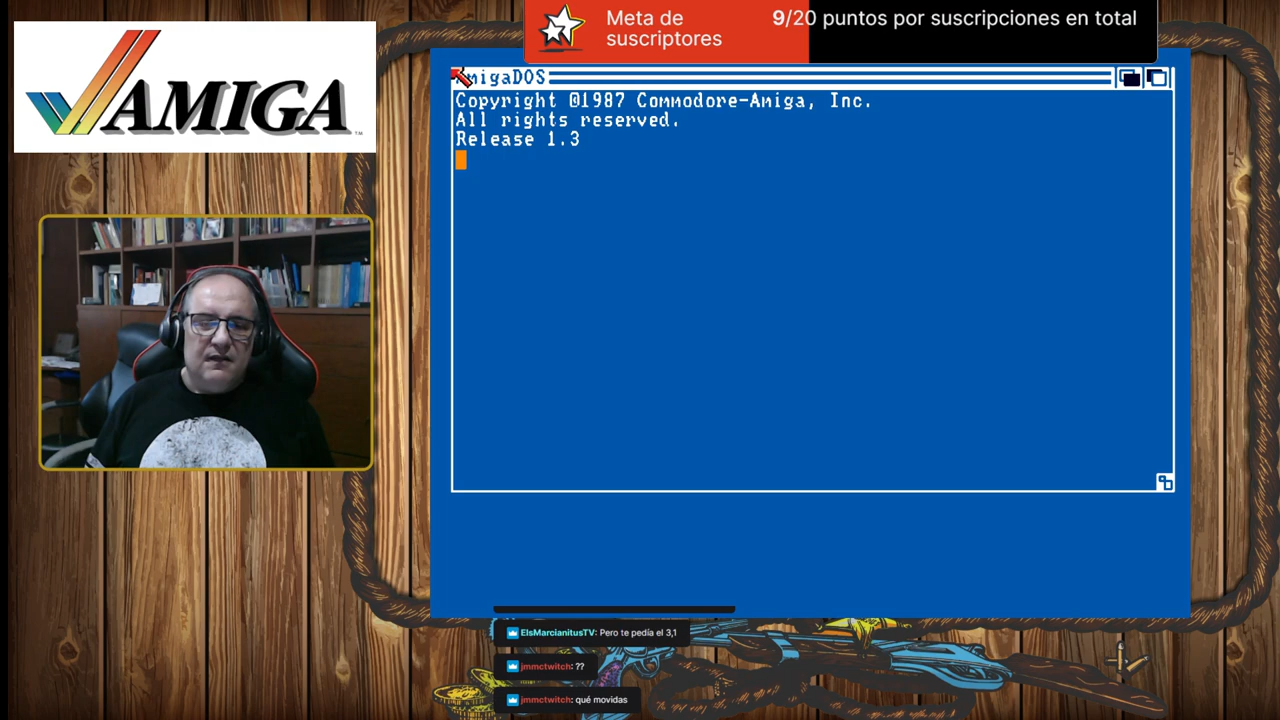 AMIGA™
Meta de
suscriptores
9/20 puntos por suscripciones en total
AmigaDOS
Copyright @1987 Commodore-Amiga, Inc.
All rights reserved.
Release 1.3
ElsMarcianitusTV: Pero te pedía el 3,1
jmmctwitch: ??
jmmctwitch: qué movidas